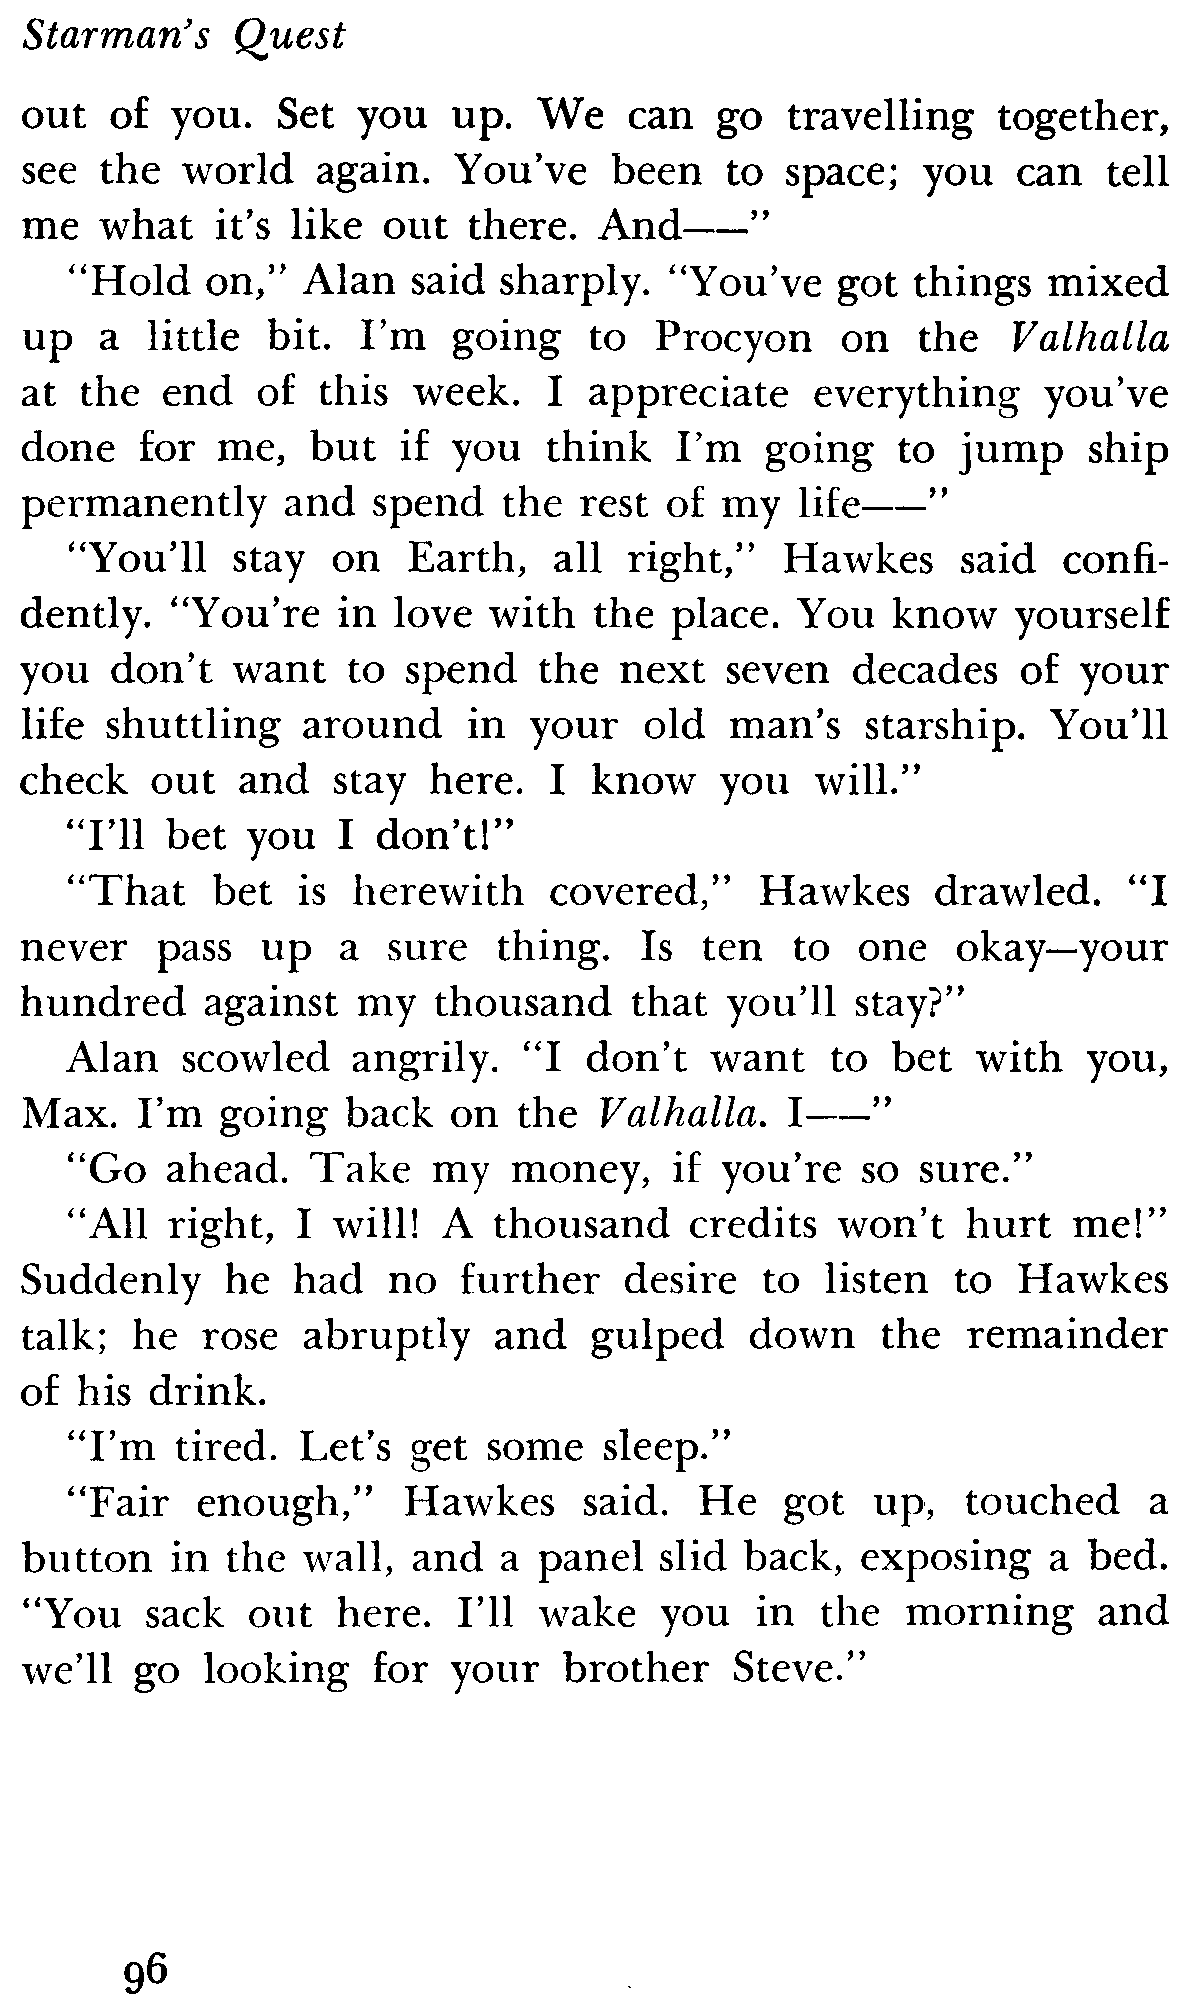 Starman's Quest
out of you. Set you up. We can go travelling together,
see the world again. You've been to space; you can tell
me what it's like out there. And——”
“Hold on,” Alan said sharply. “You've got things mixed
up a little bit. I'm going to Procyon on the Valhalla
at the end of this week. I appreciate everything you've
done for me, but if you think I'm going to jump ship
permanently and spend the rest of my life——”
“You'll stay on Earth, all right,” Hawkes said confi-
dently. “You're in love with the place. You know yourself
you don't want to spend the next seven decades of your
life shuttling around in your old man's starship. You'll
check out and stay here. I know you will.”
“I'll bet you I don't!”
“That bet is herewith covered,” Hawkes drawled. “I
never pass up a sure thing. Is ten to one okay—your
hundred against my thousand that you'll stay?”
Alan scowled angrily. “I don't want to bet with you,
Max. I'm going back on the Valhalla. I——”
“Go ahead. Take my money, if you're so sure.”
“All right, I will! A thousand credits won't hurt me!”
Suddenly he had no further desire to listen to Hawkes
talk; he rose abruptly and gulped down the remainder
of his drink.
“I'm tired. Let's get some sleep.”
“Fair enough,” Hawkes said. He got up, touched a
button in the wall, and a panel slid back, exposing a bed.
“You sack out here. I'll wake you in the morning and
we'll go looking for your brother Steve.”
96